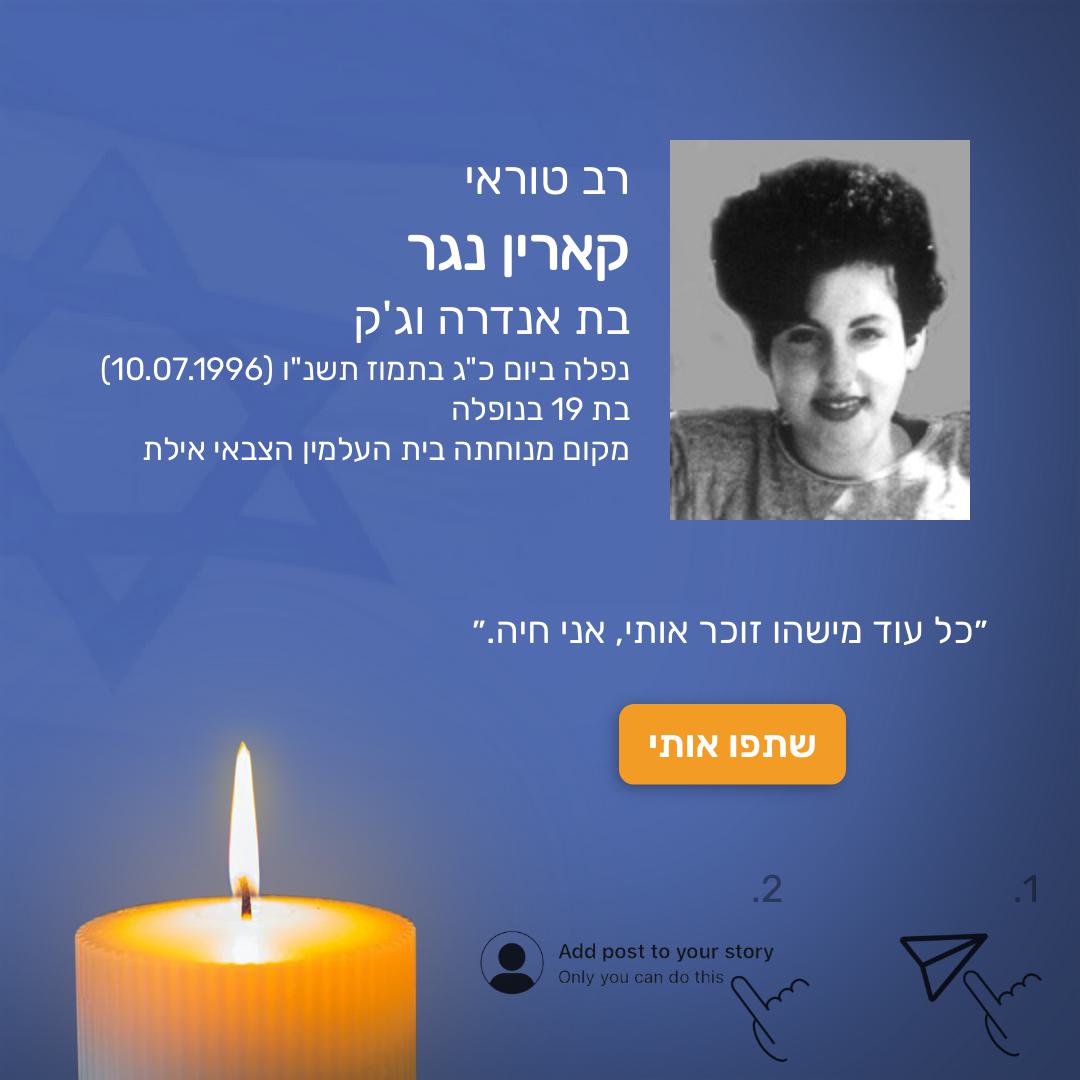 רב טוראי
קארין נגר
בת אנדרה וג'ק
נפלה ביום כ"ג בתמוז תשנ"ו (10.07.1996)
בת 19 בנופלה
מקום מנוחתה בית העלמין הצבאי אילת
״כל עוד מישהו זוכר אותי, אני חיה.״
שתפו אותי
.1
.2
Add post to your story
Only you can do this